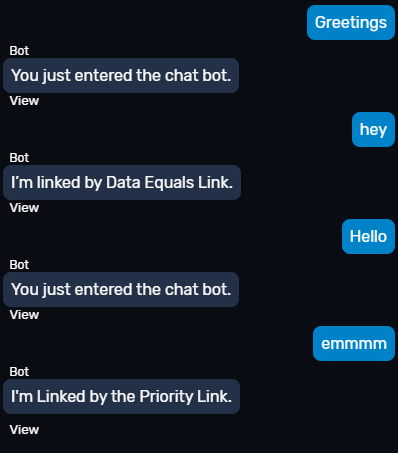 Greetings
Bot
You just entered the chat bot.
View
hey
Bot
I’m linked by Data Equals Link.
View
Hello
Bot
You just entered the chat bot.
View
emmmm
Bot
I'm Linked by the Priority Link.
View